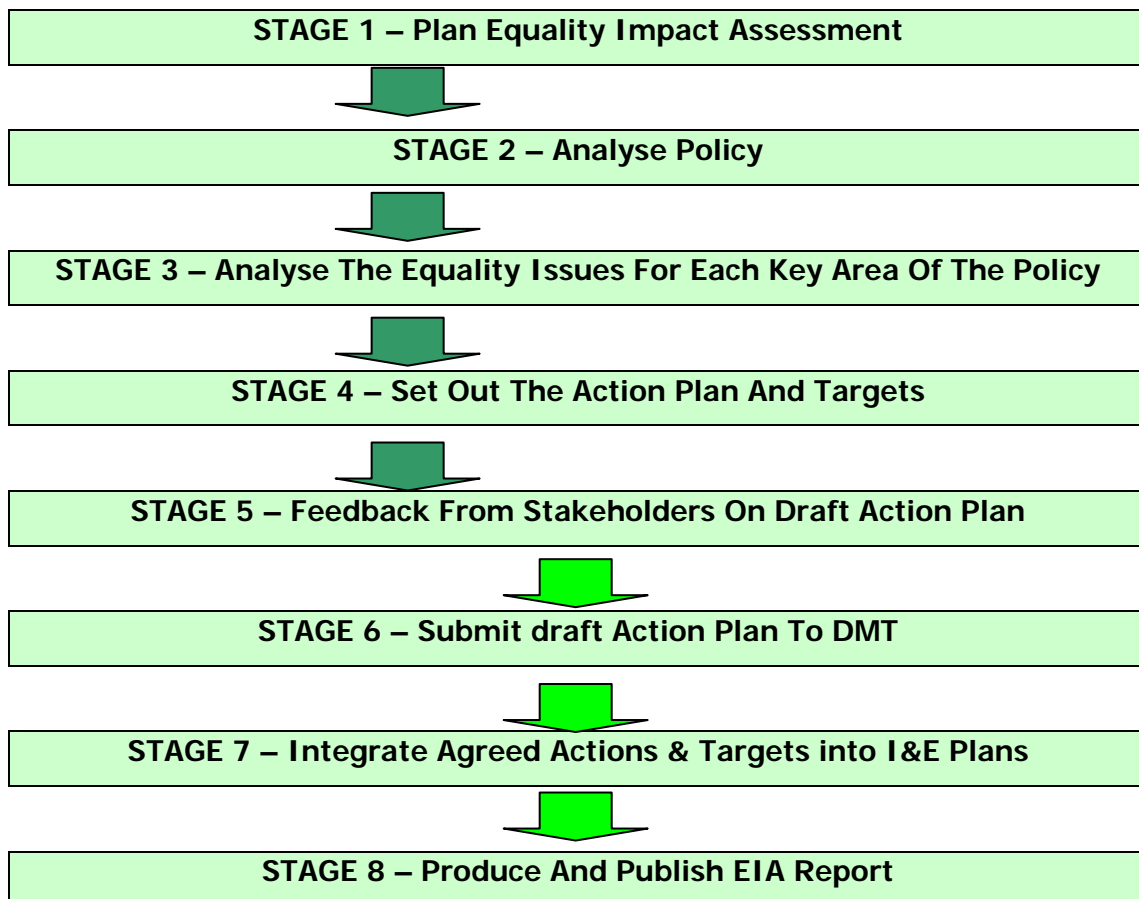 STAGE 1 – Plan Equality Impact Assessment
STAGE 2 – Analyse Policy
STAGE 3 – Analyse The Equality Issues For Each Key Area Of The Policy
STAGE 4 – Set Out The Action Plan And Targets
STAGE 5 – Feedback From Stakeholders On Draft Action Plan
STAGE 6 – Submit draft Action Plan To DMT
STAGE 7 – Integrate Agreed Actions & Targets into I&E Plans
STAGE 8 – Produce And Publish EIA Report